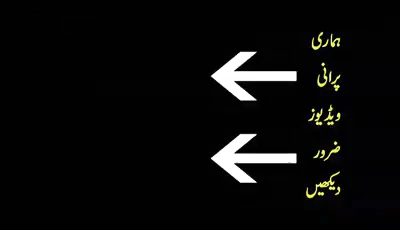 ہماری
پرانی
ویڈیوز
ضرور
دیکھیں